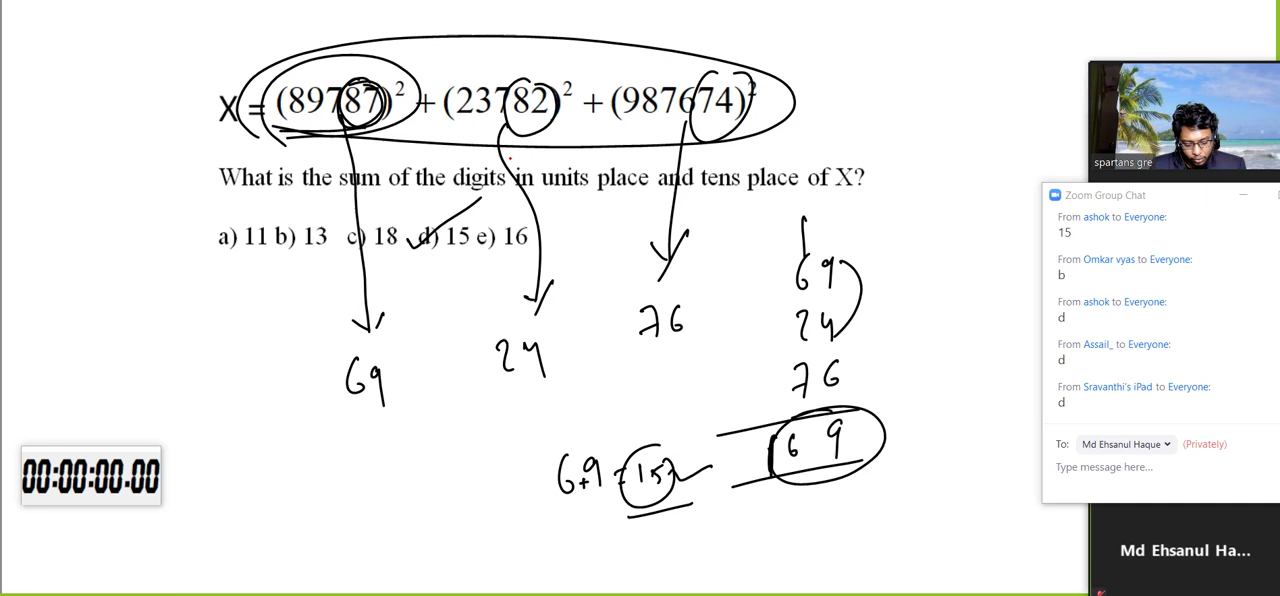 X = (89787)² + (23782)² + (987674)²
What is the sum of the digits in units place and tens place of X?
a) 11 b) 13 c) 18 d) 15 e) 16
69
24
76
69
24
76
169
6+9 = 15
00:00:00.00
spartans gre
Zoom Group Chat
From ashok to Everyone:
15
From Omkar vyas to Everyone:
b
From ashok to Everyone:
d
From Assail_ to Everyone:
d
From Sravanthi's iPad to Everyone:
d
To: Md Ehsanul Haque (Privately)
Type message here...
Md Ehsanul Ha...